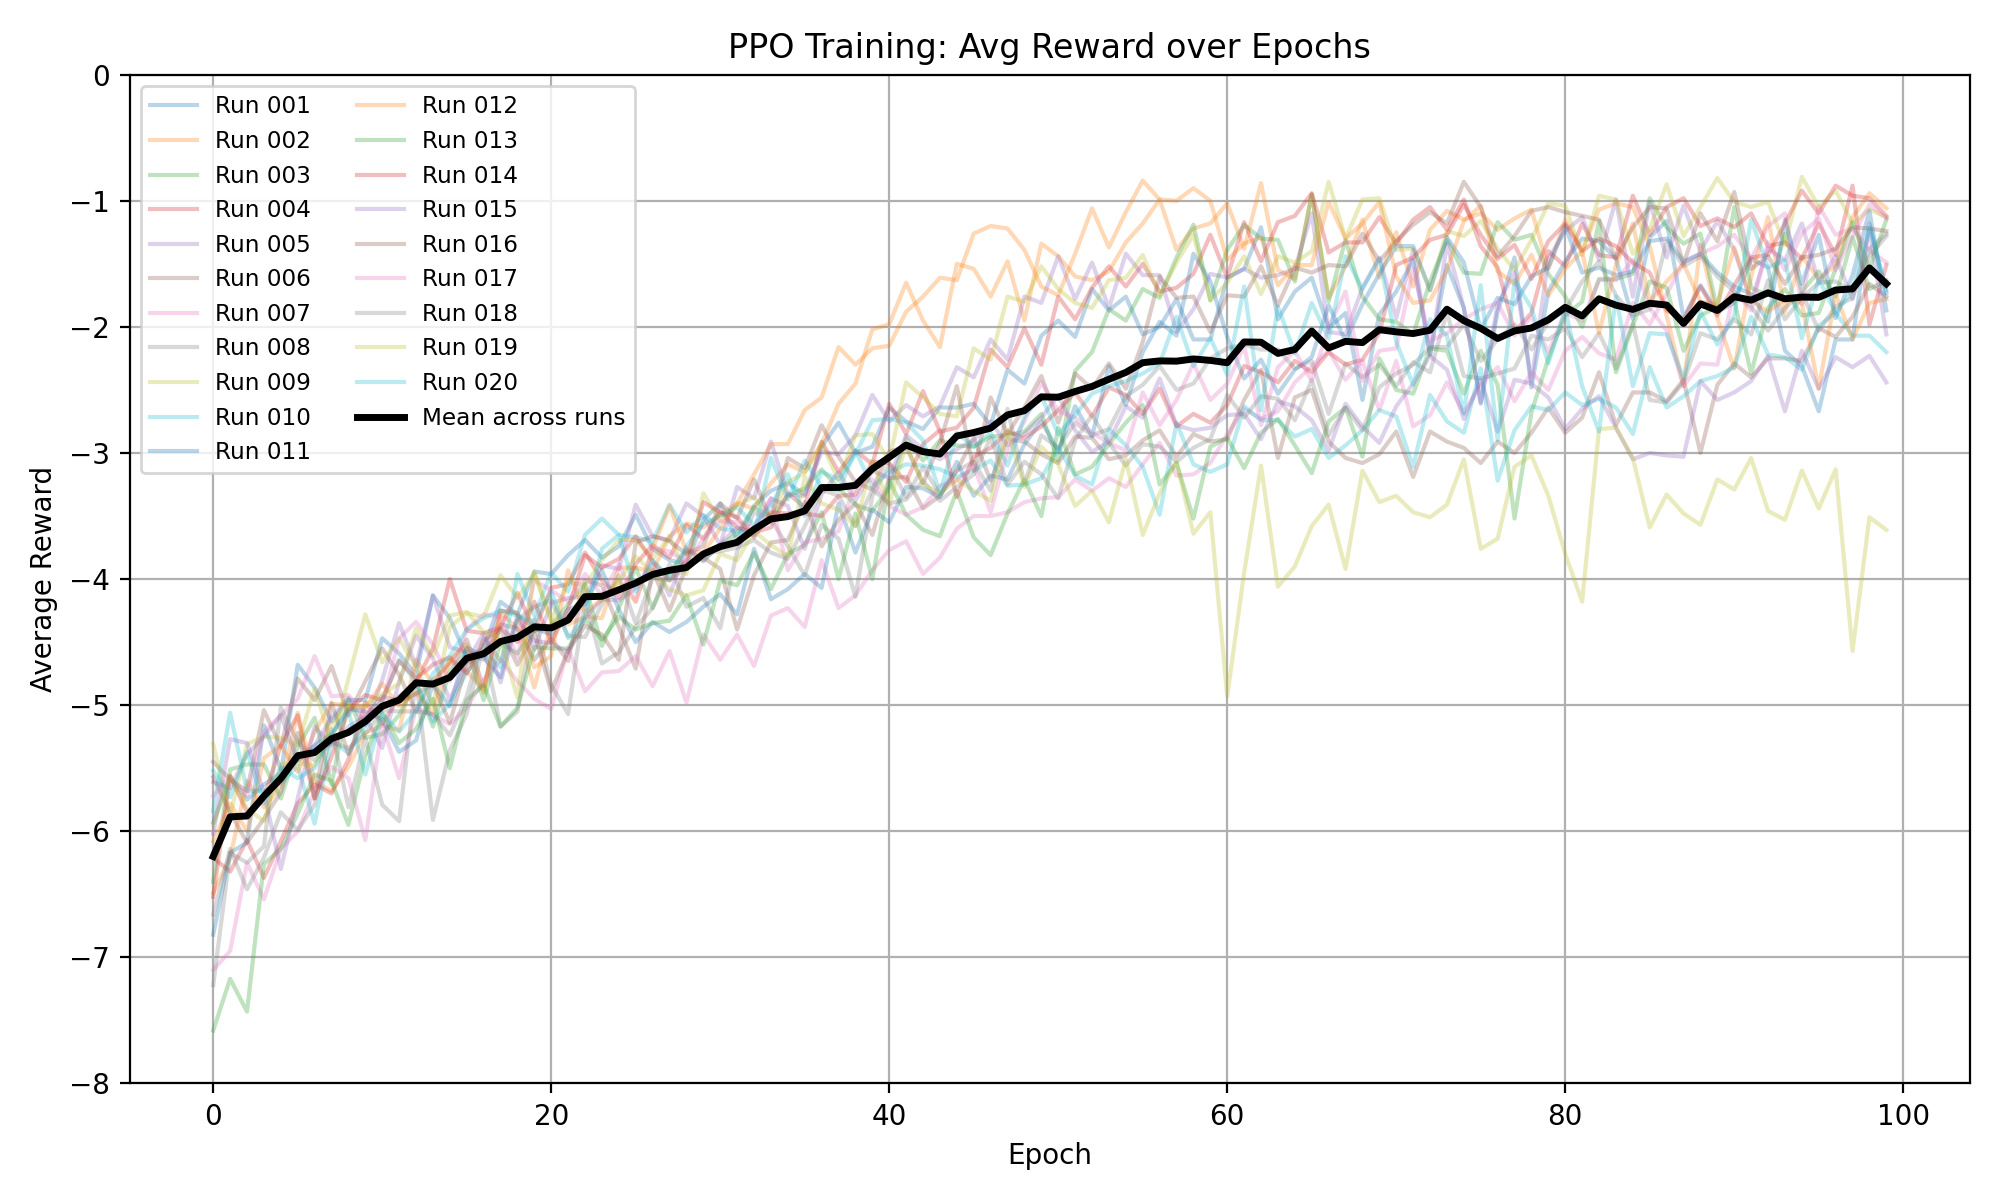 PPO Training: Avg Reward over Epochs
0
−1
−2
−3
−4
−5
−6
−7
−8
Average Reward
Run 001
Run 002
Run 003
Run 004
Run 005
Run 006
Run 007
Run 008
Run 009
Run 010
Run 011
Run 012
Run 013
Run 014
Run 015
Run 016
Run 017
Run 018
Run 019
Run 020
Mean across runs
0 20 40 60 80 100
Epoch